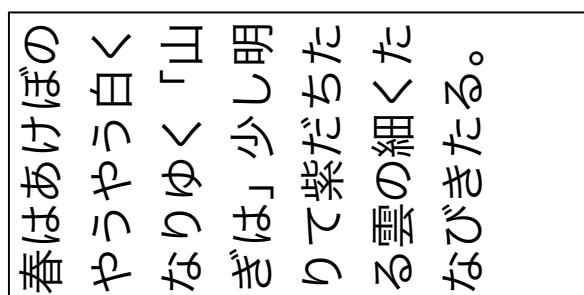 春はあけぼの
やうやう白く
なりゆく「山
ぎは」少し明
りて紫だちた
る雲の細くた
なびきたる。